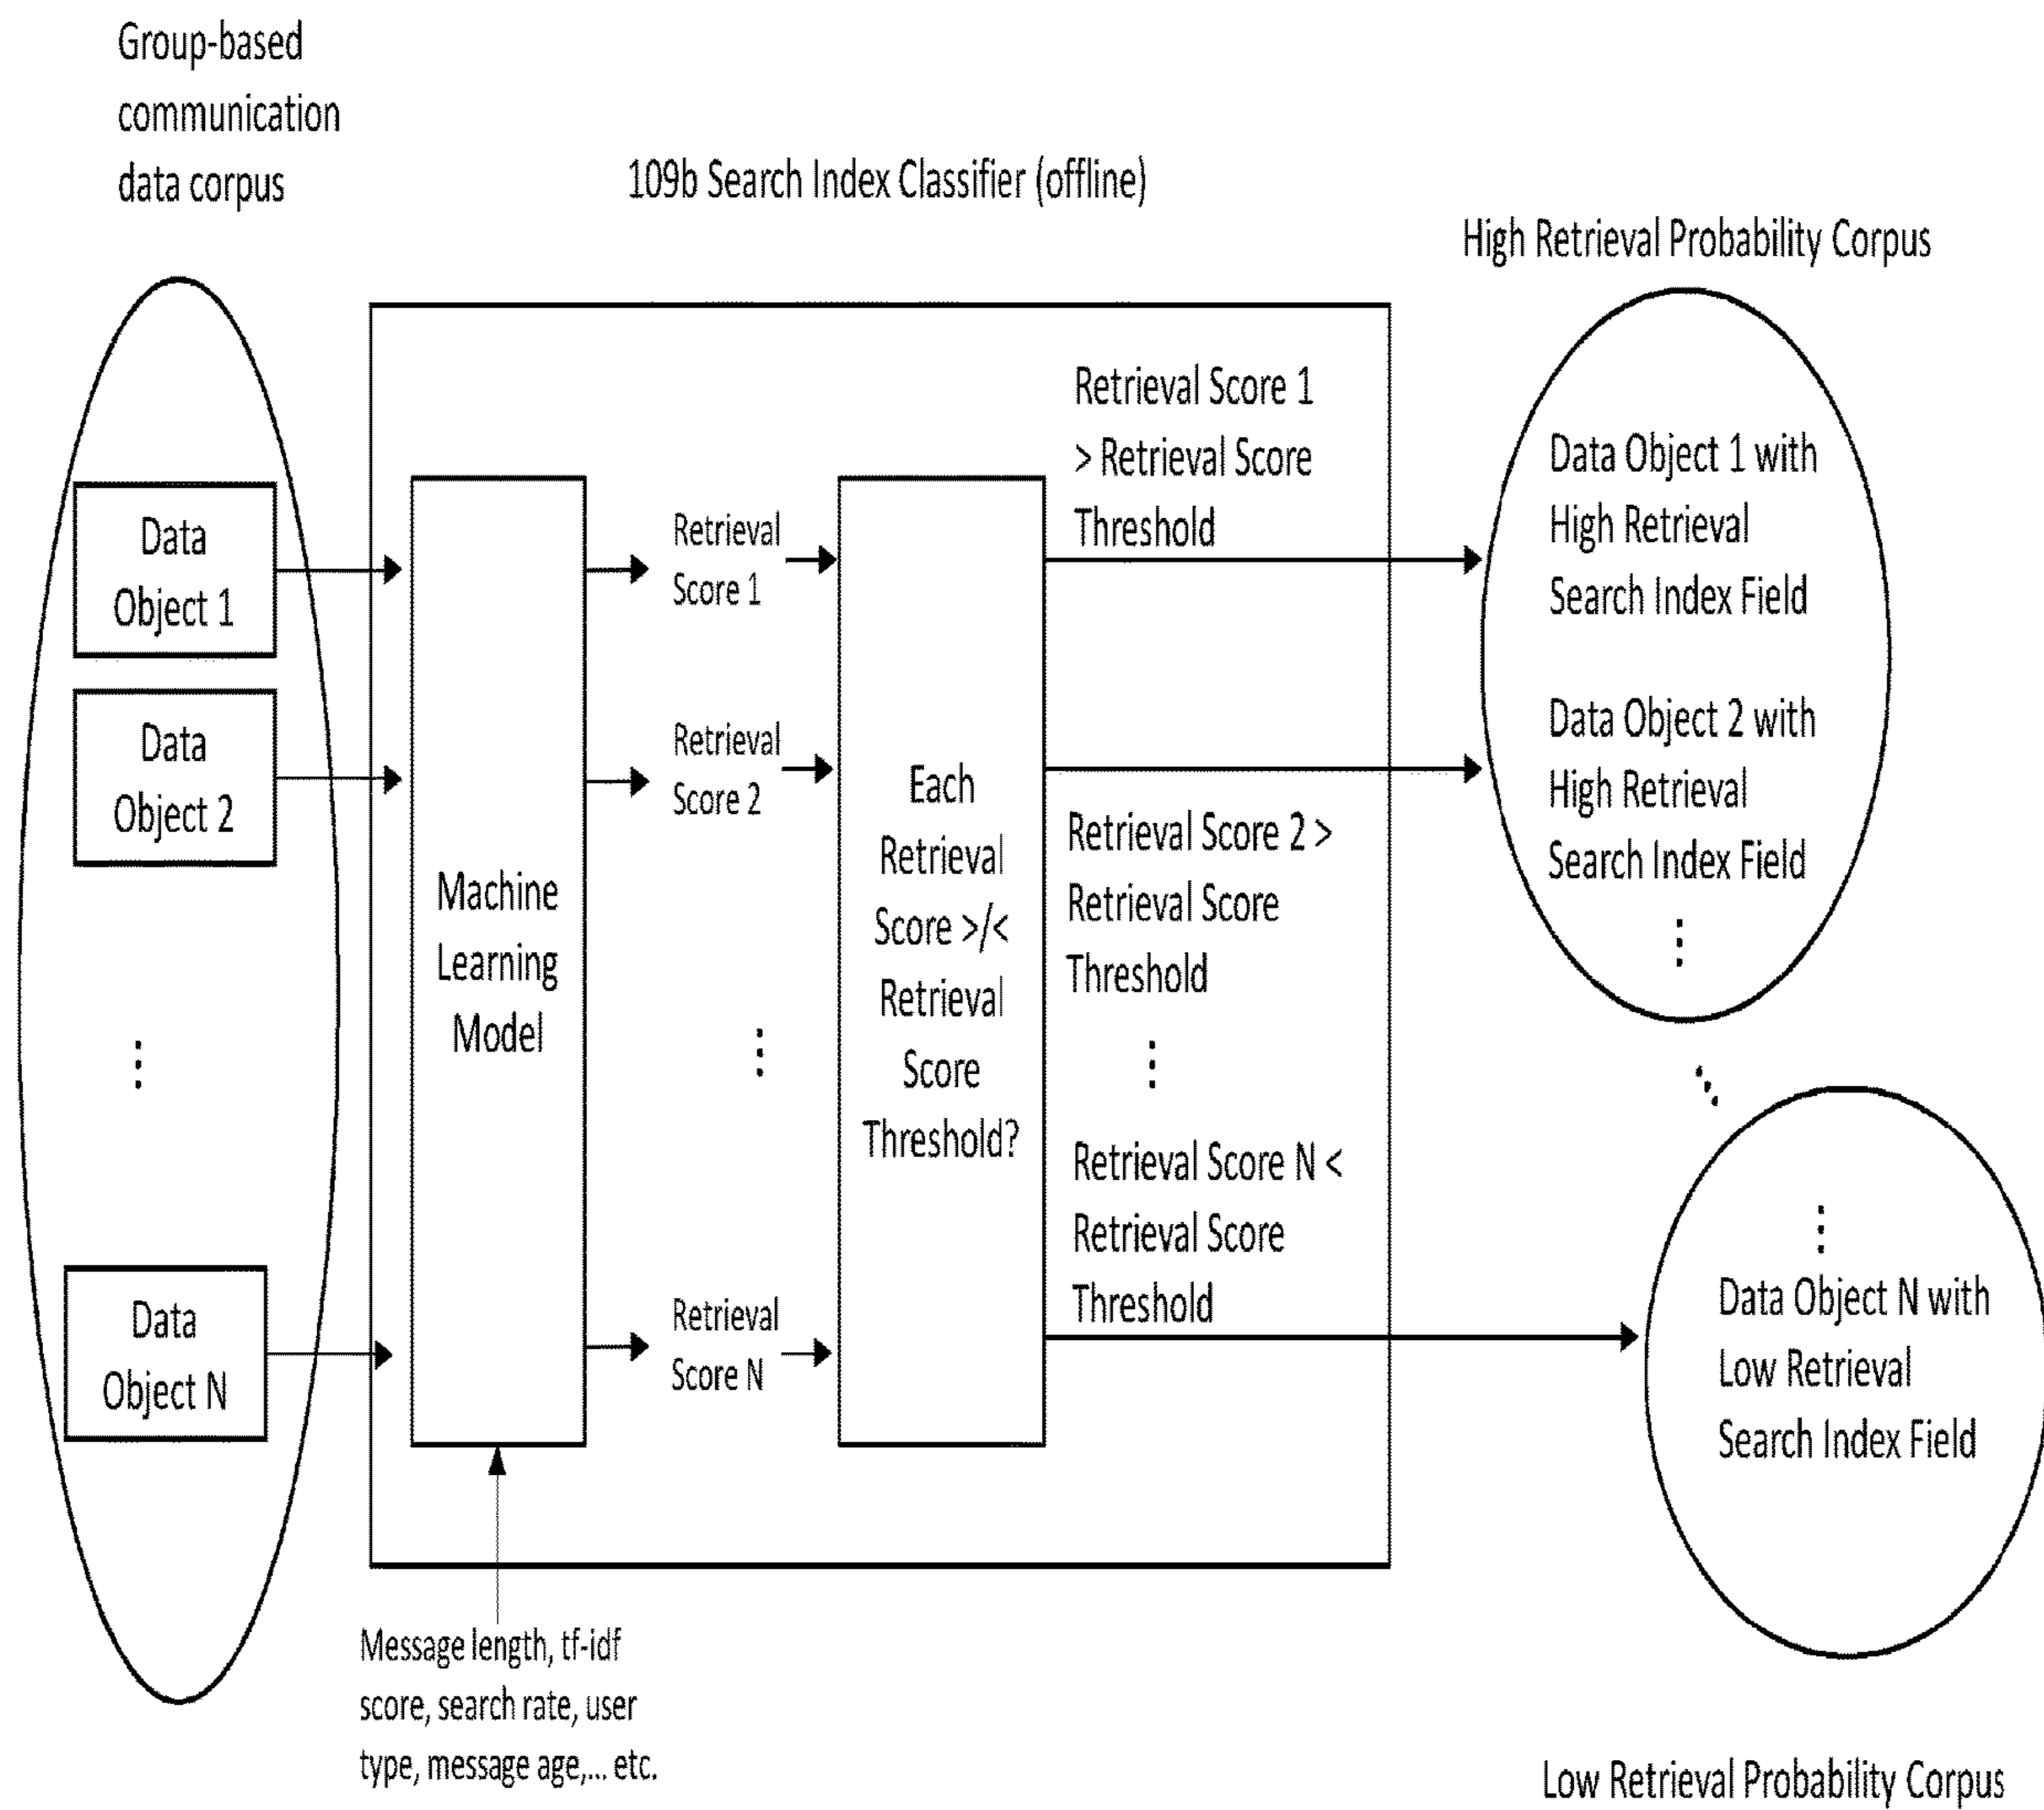 Group-based
communication
data corpus
109b Search Index Classifier (offline)
High Retrieval Probability Corpus
Data
Object 1
Data
Object 2
⋮
Data
Object N
Machine
Learning
Model
Message length, tf-idf
score, search rate, user
type, message age,... etc.
Retrieval
Score 1
Retrieval
Score 2
⋮
Retrieval
Score N
Each
Retrieval
Score >/<
Retrieval
Score
Threshold?
Retrieval Score 1
> Retrieval Score
Threshold
Retrieval Score 2 >
Retrieval Score
Threshold
⋮
Retrieval Score N <
Retrieval Score
Threshold
Data Object 1 with
High Retrieval
Search Index Field
Data Object 2 with
High Retrieval
Search Index Field
⋮
⋱
⋮
Data Object N with
Low Retrieval
Search Index Field
Low Retrieval Probability Corpus